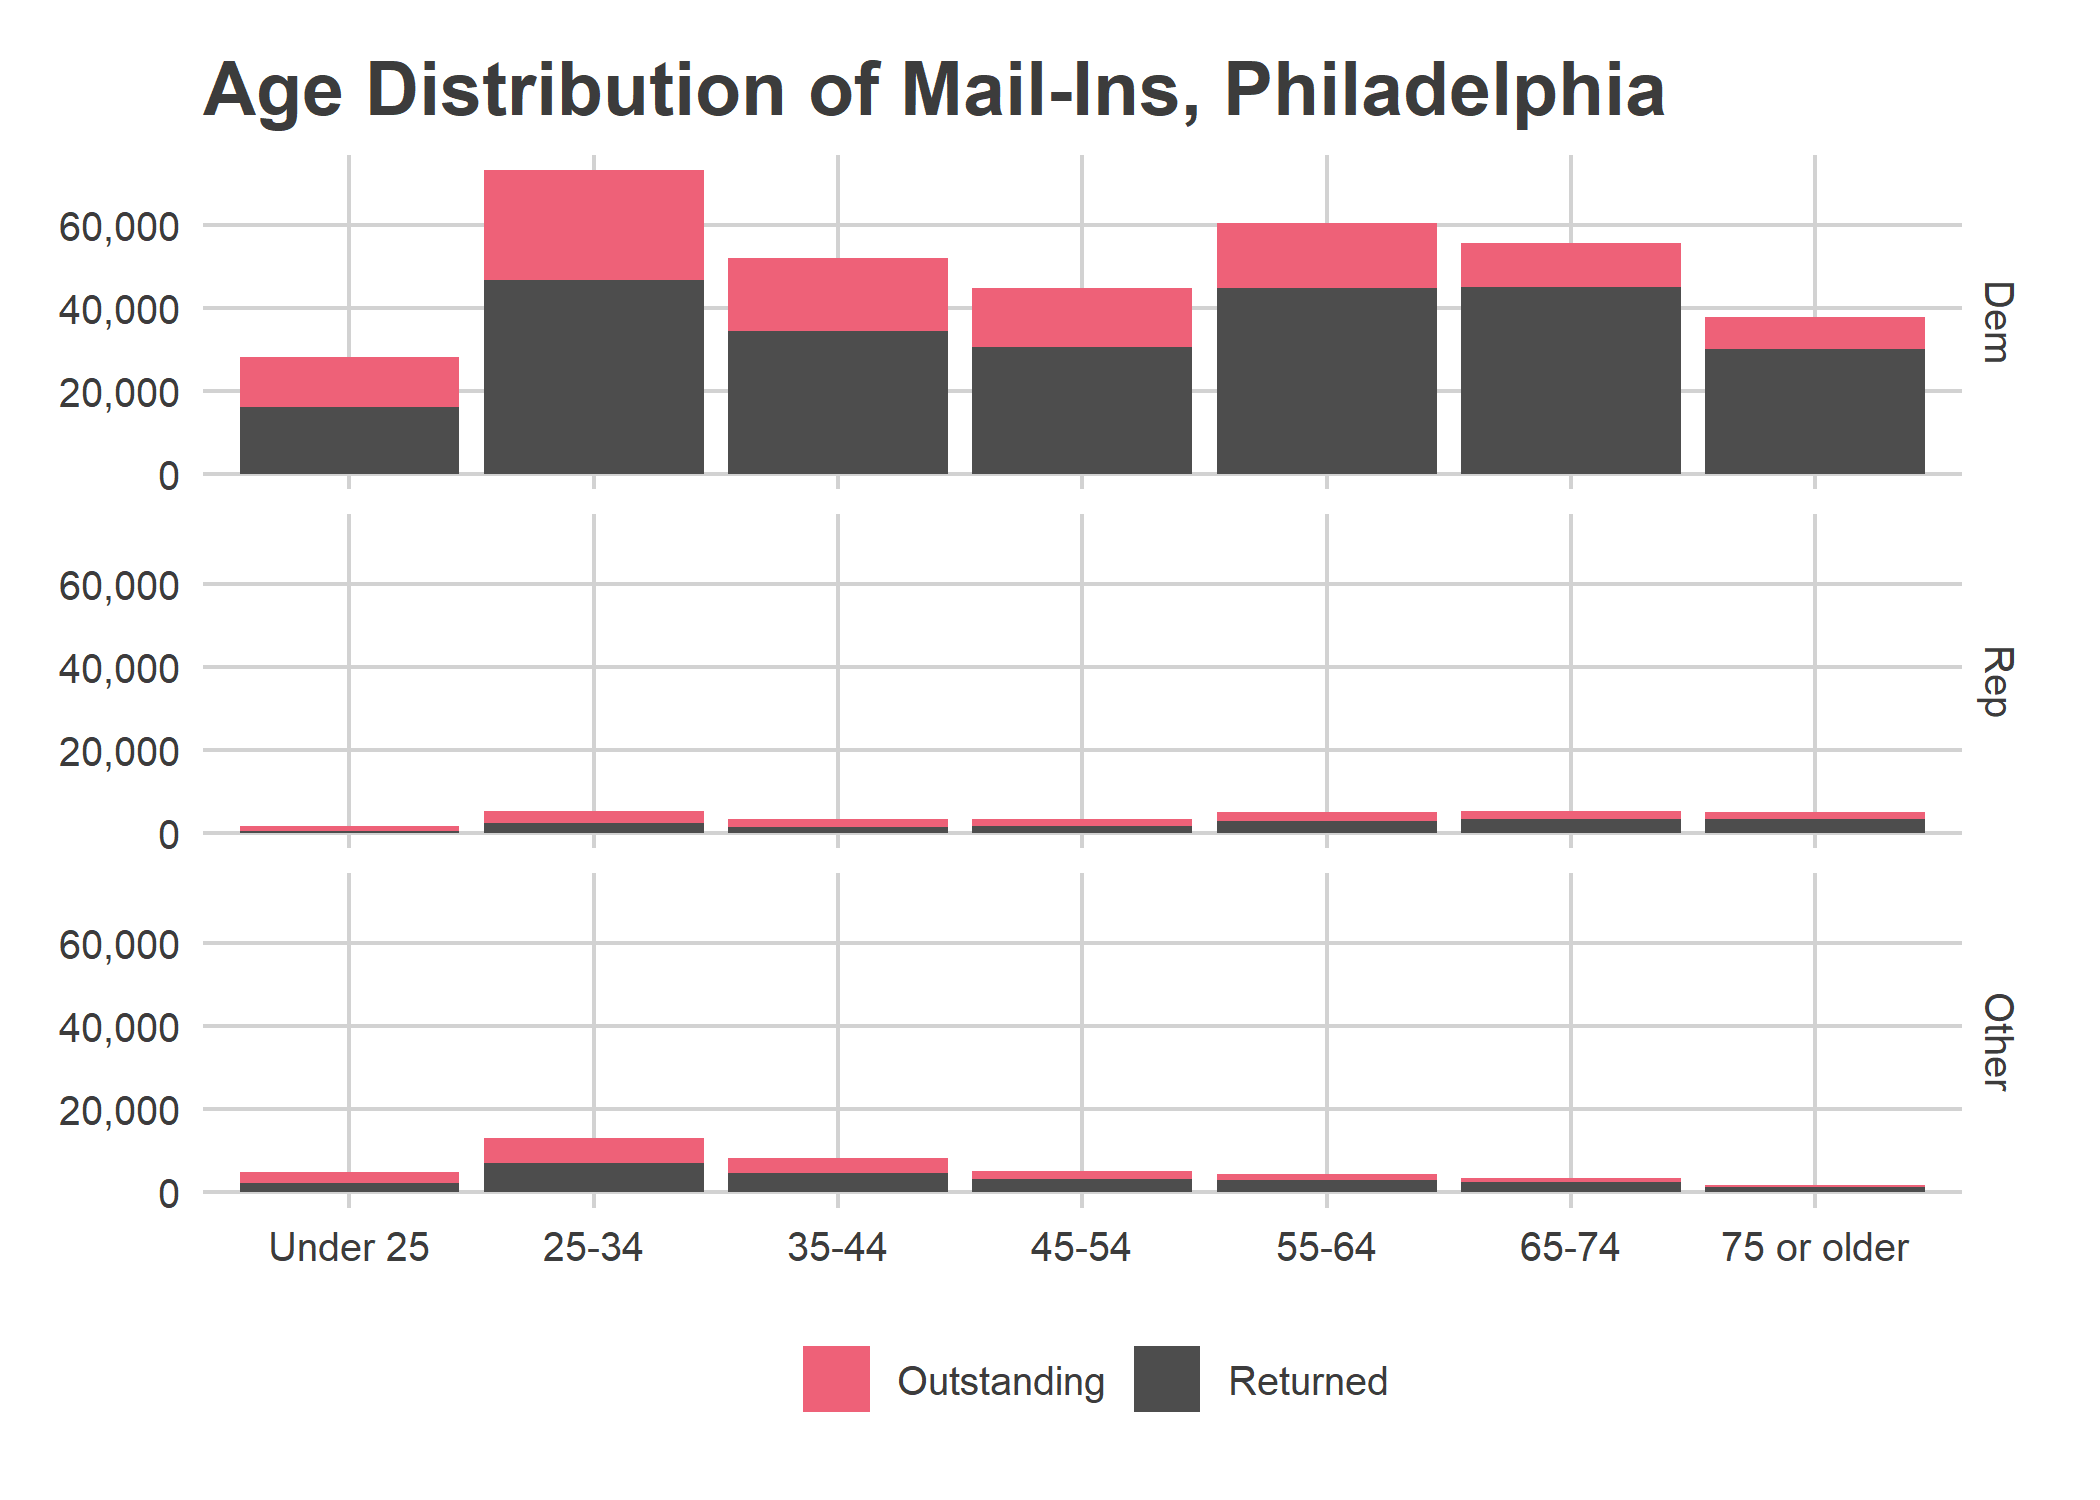 Age Distribution of Mail-Ins, Philadelphia
60,000
40,000
20,000
0
Dem
60,000
40,000
20,000
0
Rep
60,000
40,000
20,000
0
Other
Under 25 25-34 35-44 45-54 55-64 65-74 75 or older
Outstanding Returned